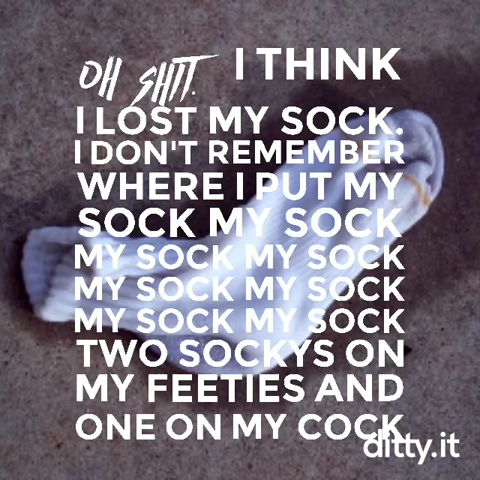 OH SHIT. I THINK
I LOST MY SOCK.
I DON'T REMEMBER
WHERE I PUT MY
SOCK MY SOCK
MY SOCK MY SOCK
MY SOCK MY SOCK
MY SOCK MY SOCK
TWO SOCKYS ON
MY FEETIES AND
ONE ON MY COCK
ditty.it